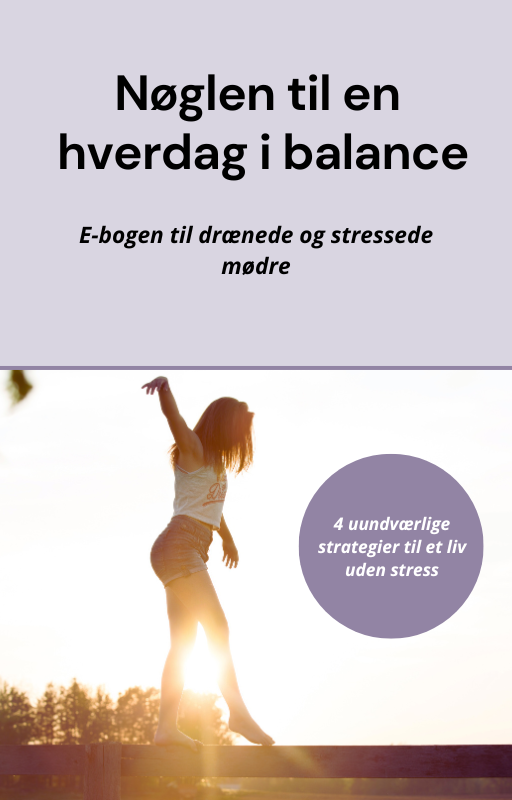 Nøglen til en
hverdag i balance
E-bogen til drænede og stressede
mødre
4 uundværlige
strategier til et liv
uden stress